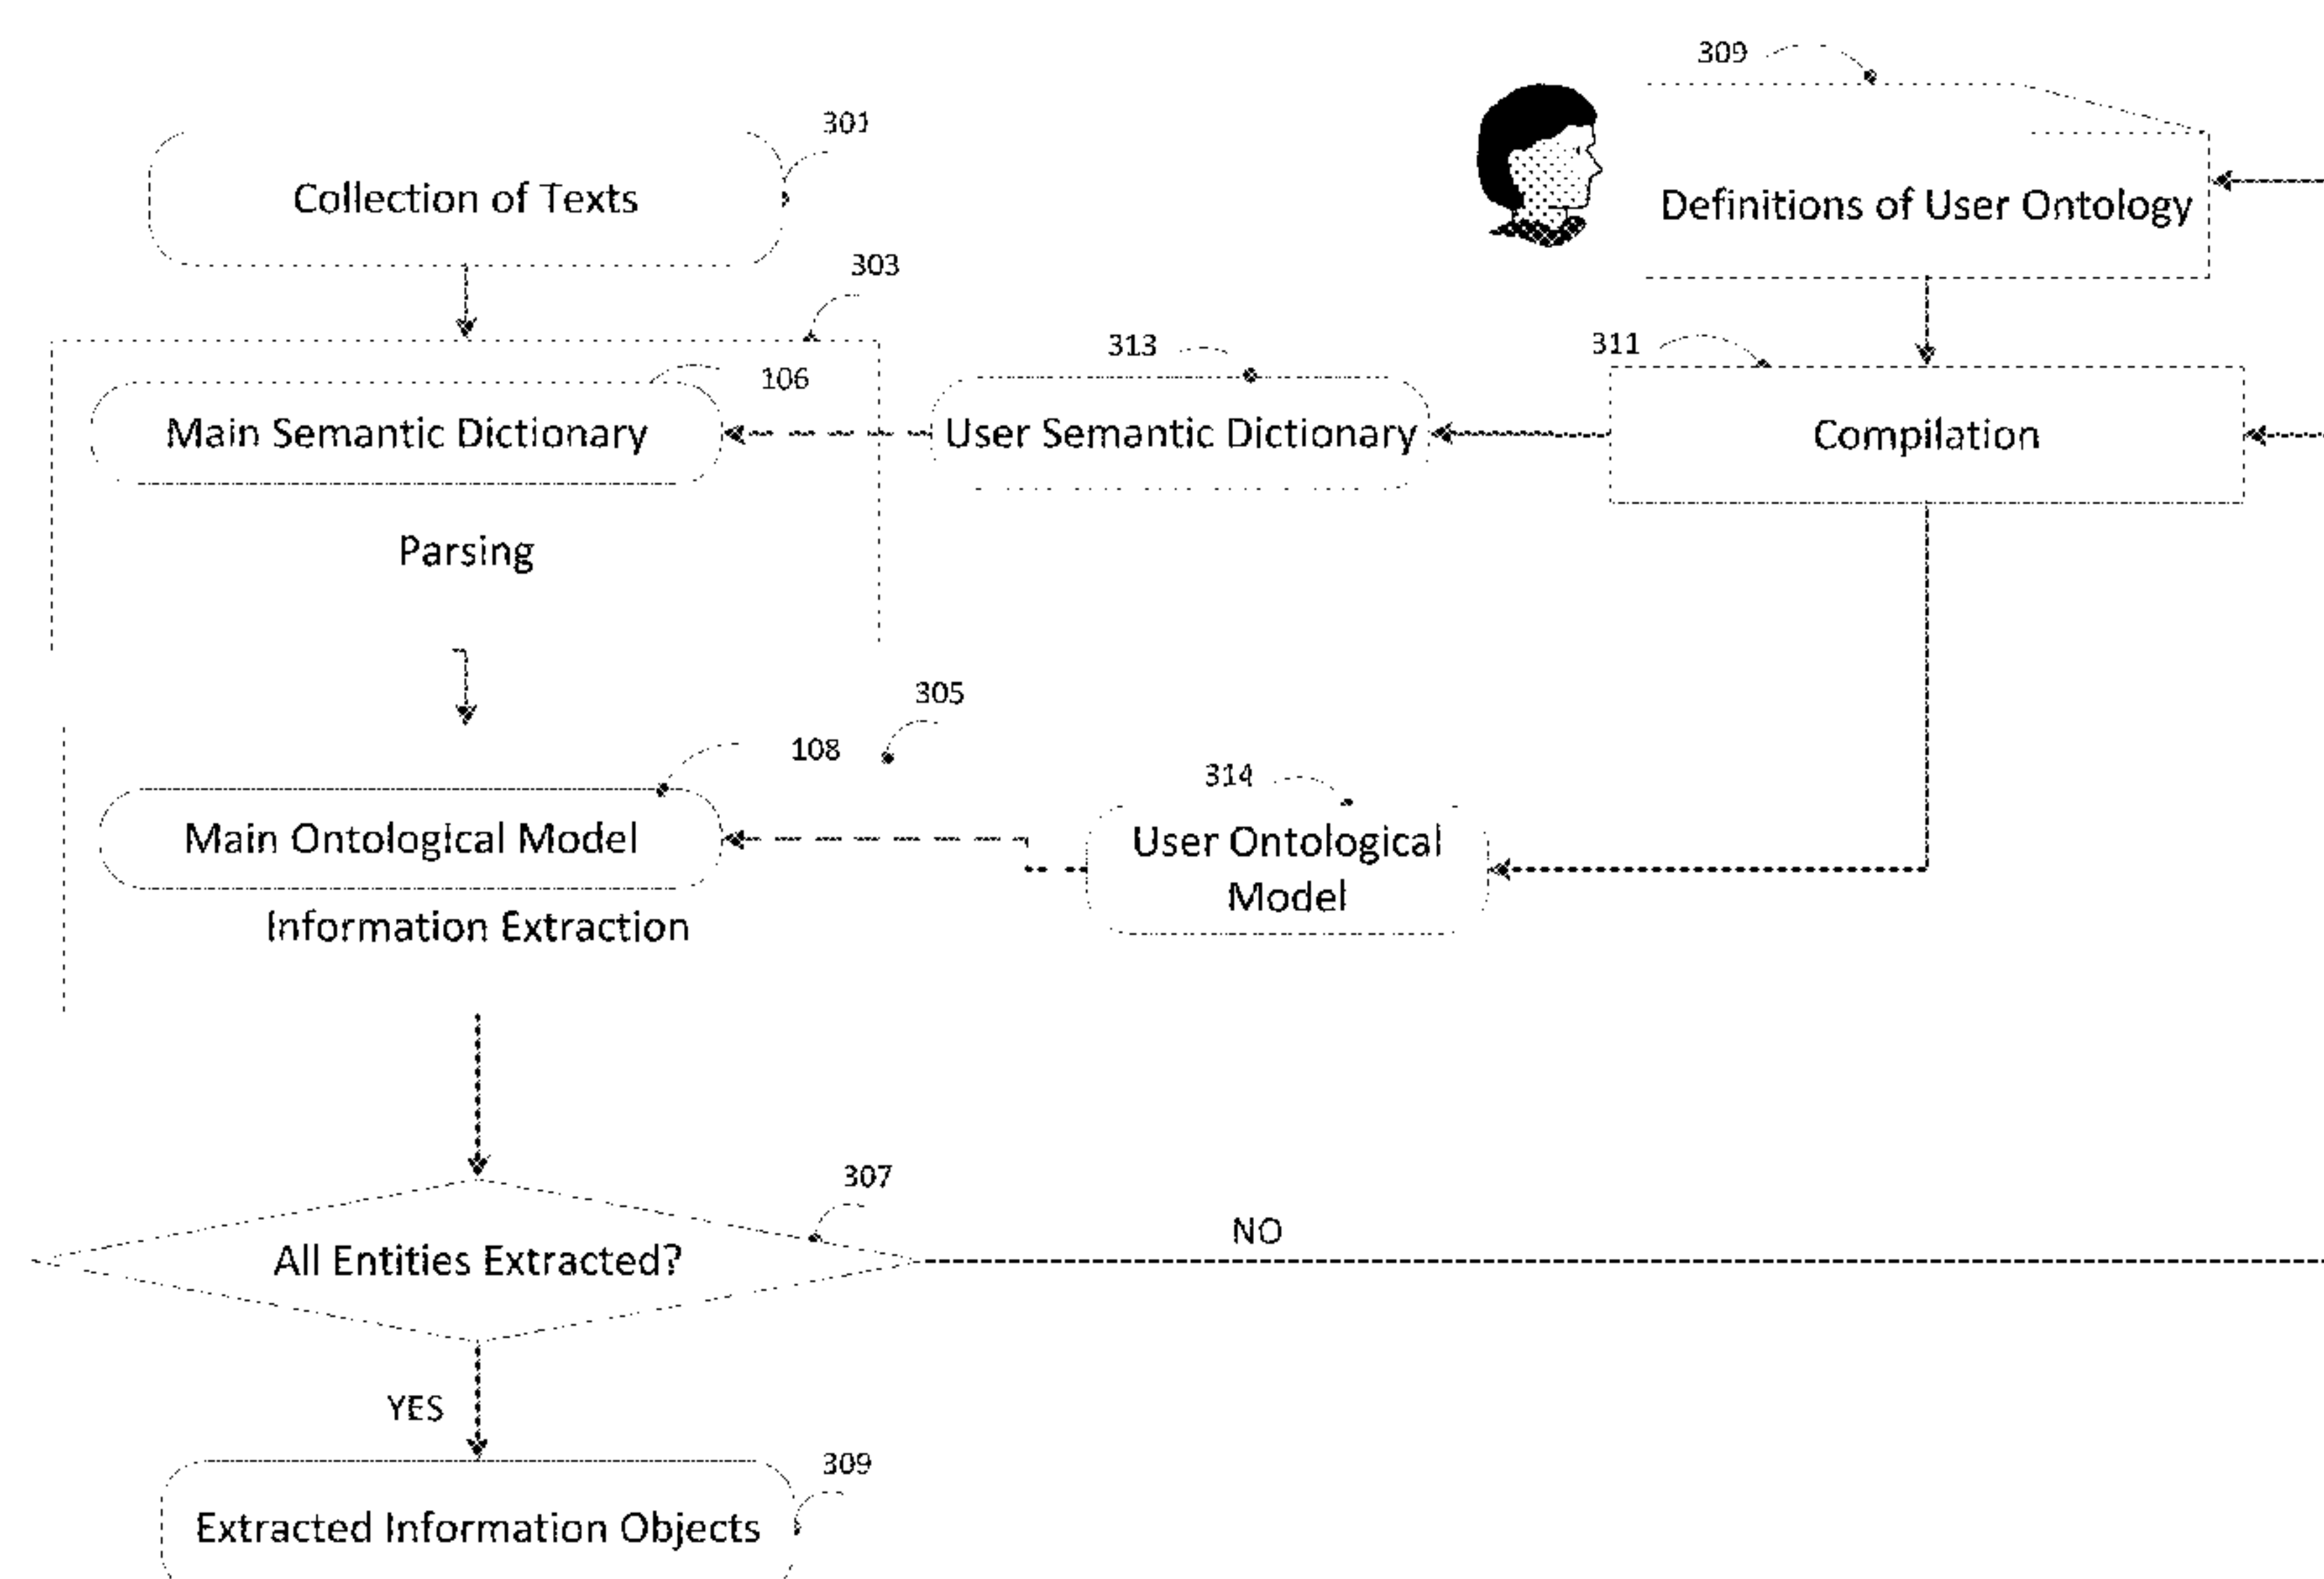 309
301
Collection of Texts
Definitions of User Ontology
303
313
311
106
Main Semantic Dictionary
User Semantic Dictionary
Compilation
Parsing
305
108
314
Main Ontological Model
User Ontological
Model
Information Extraction
307
NO
All Entities Extracted?
YES
309
Extracted Information Objects